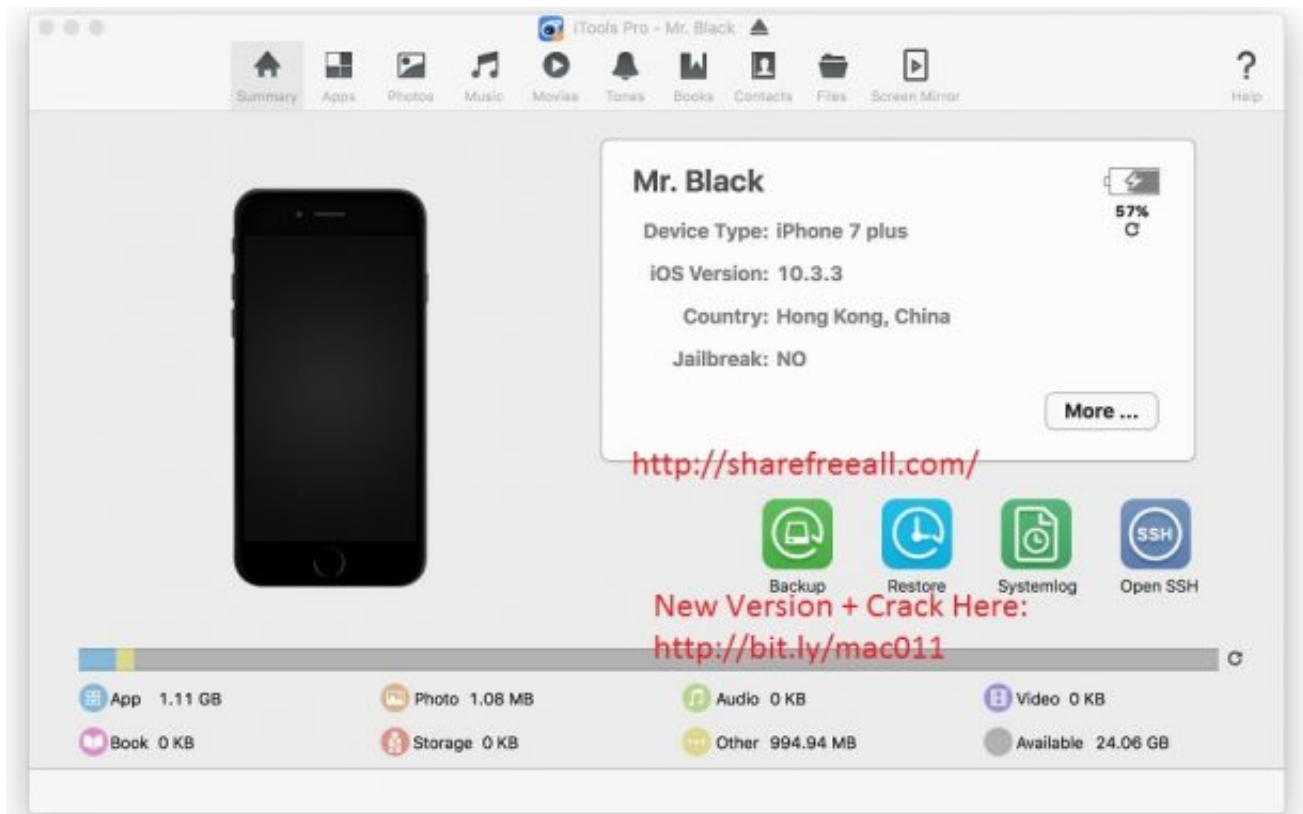 iTools Pro - Mr. Black
Summary Apps Photos Music Movies Tones Books Contacts Files Screen Mirror
?
Help
Mr. Black
57%
Device Type: iPhone 7 plus
iOS Version: 10.3.3
Country: Hong Kong, China
Jailbreak: NO
More ...
http://sharefreeall.com/
SSH
Backup Restore Systemlog Open SSH
New Version + Crack Here:
http://bit.ly/mac011
App 1.11 GB Photo 1.08 MB Audio 0 KB Video 0 KB
Book 0 KB Storage 0 KB Other 994.94 MB Available 24.06 GB